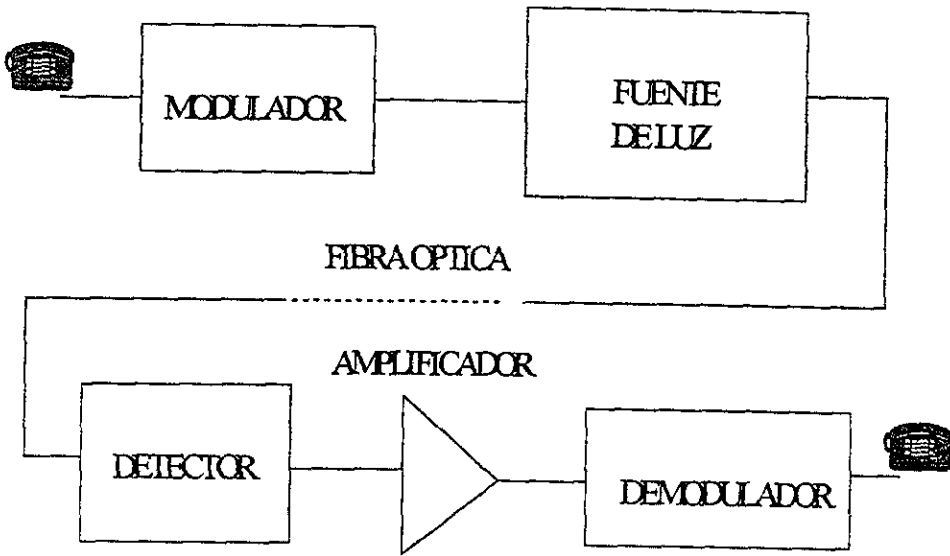 MODULADOR
FUENTE
DE LUZ
FIBRA OPTICA
AMPLIFICADOR
DETECTOR
DEMODULADOR